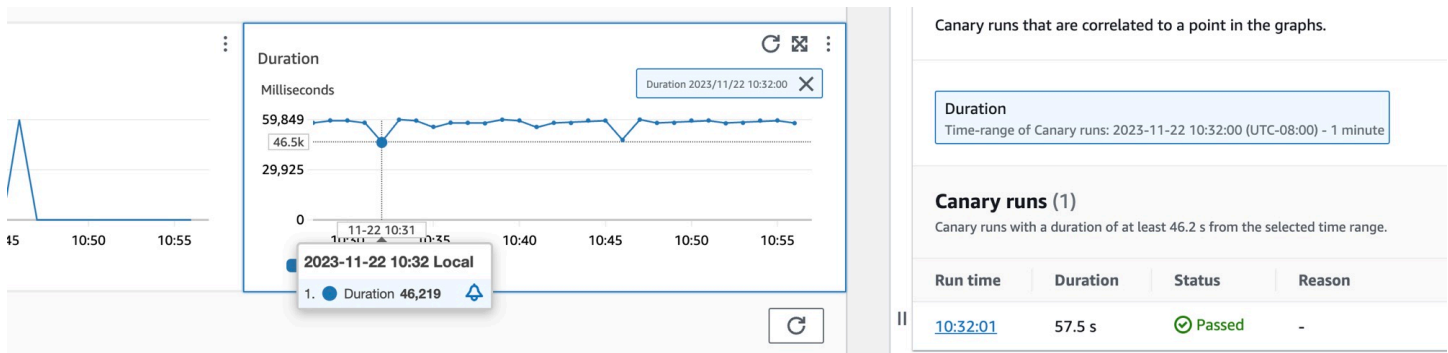 45
10:50
10:55
Duration
Milliseconds
Duration 2023/11/22 10:32:00
59,849
46.5k
29,925
0
11-22 10:31
10:30
10:35
10:40
10:45
10:50
10:55
2023-11-22 10:32 Local
1. Duration 46,219
Canary runs that are correlated to a point in the graphs.
Duration
Time-range of Canary runs: 2023-11-22 10:32:00 (UTC-08:00) - 1 minute
Canary runs (1)
Canary runs with a duration of at least 46.2 s from the selected time range.
Run time Duration Status Reason
10:32:01 57.5 s Passed -